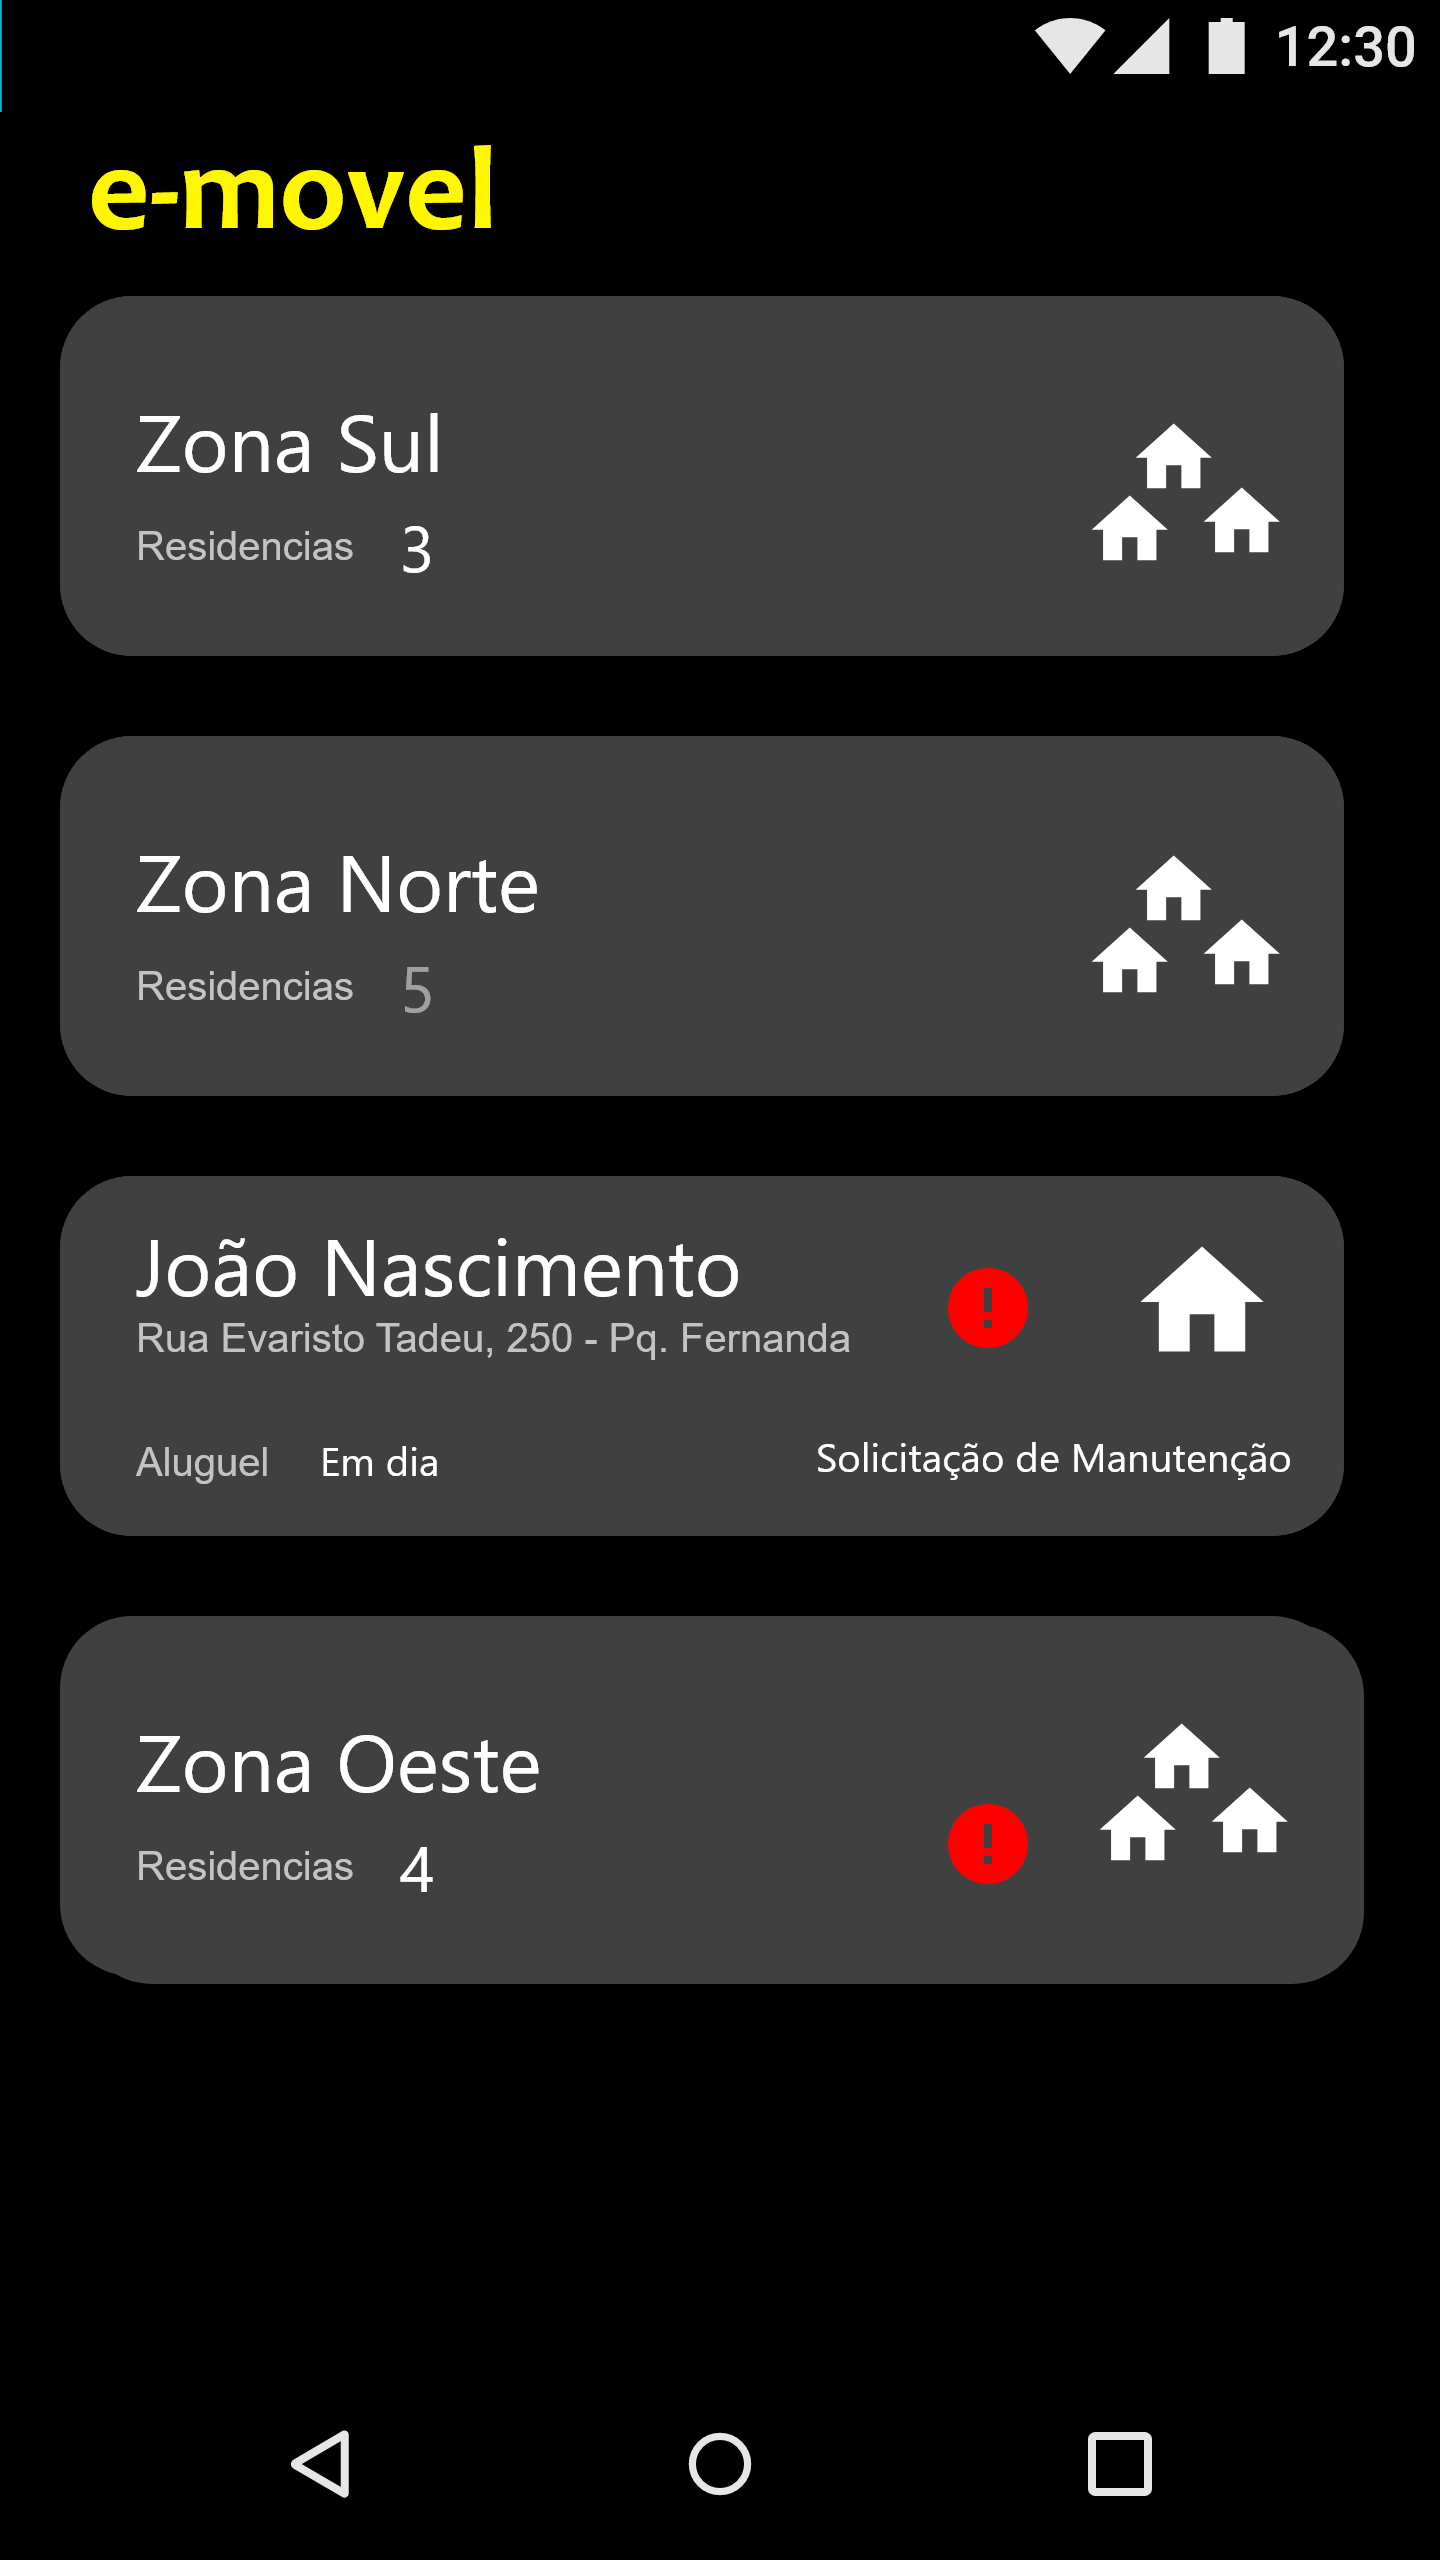 12:30
e-movel
Zona Sul
Residencias 3
Zona Norte
Residencias 5
João Nascimento
Rua Evaristo Tadeu, 250 - Pq. Fernanda
!
Aluguel Em dia
Solicitação de Manutenção
Zona Oeste
Residencias 4
!